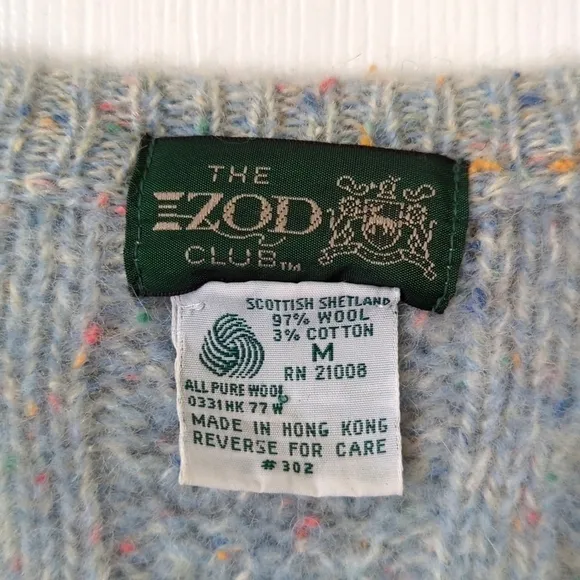 THE
IZOD
CLUB™
SCOTTISH SHETLAND
97% WOOL
3% COTTON
M
RN 21008
ALL PURE WOOL
0331HK 77W
MADE IN HONG KONG
REVERSE FOR CARE
# 302